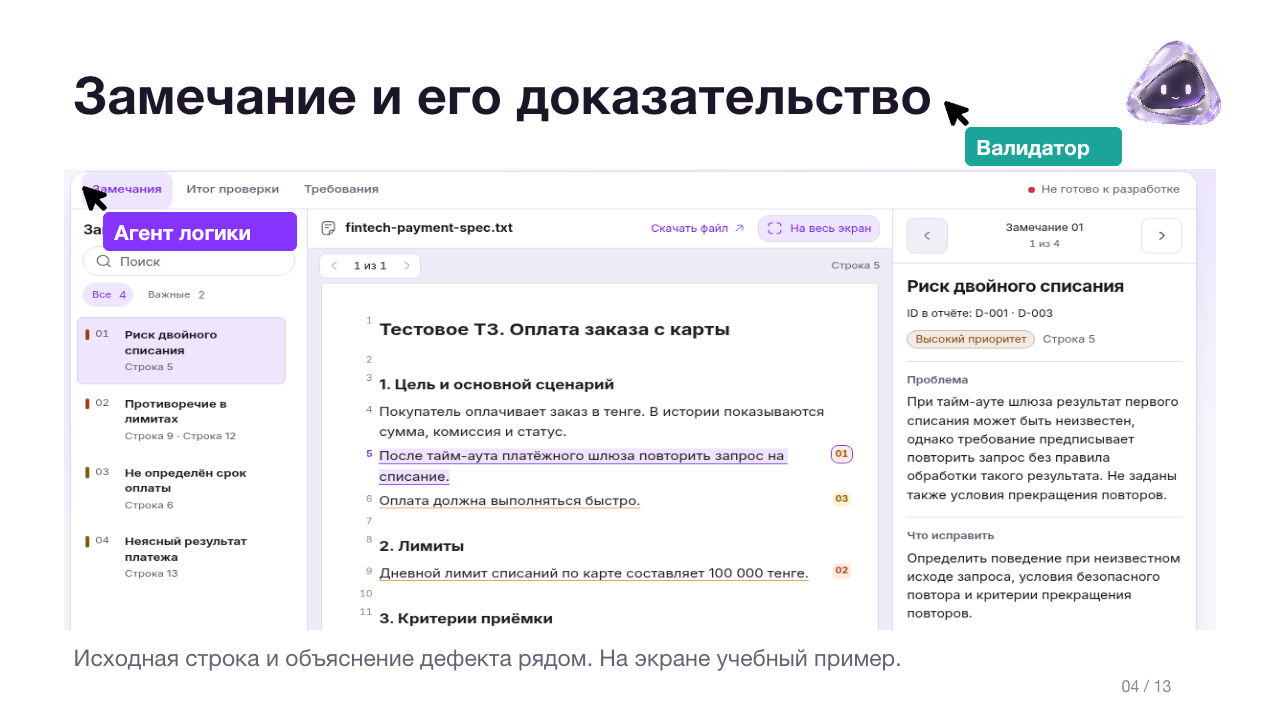 Замечание и его доказательство
Валидатор
Замечания
Итог проверки
Требования
Не готово к разработке
Агент логики
Поиск
Все 4
Важные 2
01
Риск двойного
списания
Строка 5
02
Противоречие в
лимитах
Строка 9 · Строка 12
03
Не определён срок
оплаты
Строка 6
04
Неясный результат
платежа
Строка 13
fintech-payment-spec.txt
Скачать файл ↗
На весь экран
< 1 из 1 >
Строка 5
1 Тестовое ТЗ. Оплата заказа с карты
2
3 1. Цель и основной сценарий
4 Покупатель оплачивает заказ в тенге. В истории показываются
сумма, комиссия и статус.
5 После тайм-аута платёжного шлюза повторить запрос на 01
списание.
6 Оплата должна выполняться быстро. 03
7
8 2. Лимиты
9 Дневной лимит списаний по карте составляет 100 000 тенге. 02
10
11 3. Критерии приёмки
< Замечание 01 >
1 из 4
Риск двойного списания
ID в отчёте: D-001 · D-003
Высокий приоритет Строка 5
Проблема
При тайм-ауте шлюза результат первого
списания может быть неизвестен,
однако требование предписывает
повторить запрос без правила
обработки такого результата. Не заданы
также условия прекращения повторов.
Что исправить
Определить поведение при неизвестном
исходе запроса, условия безопасного
повтора и критерии прекращения
повторов.
Исходная строка и объяснение дефекта рядом. На экране учебный пример.
04 / 13